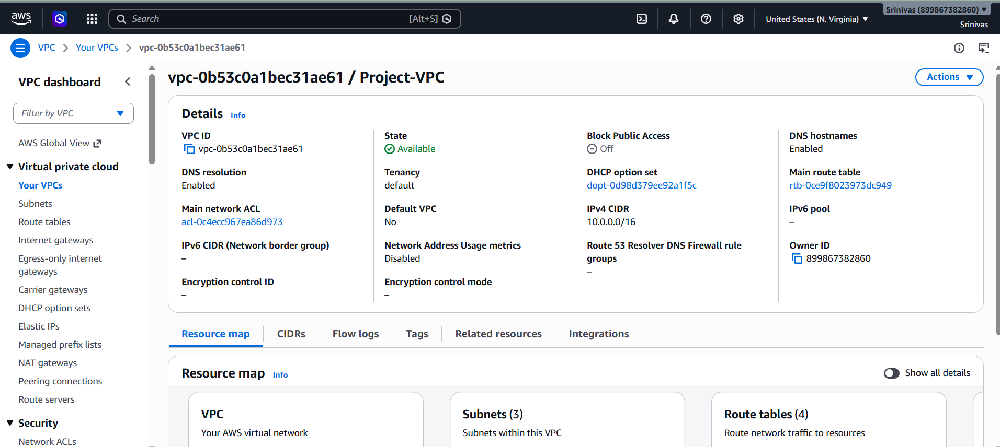 aws
Search
[Alt+S]
United States (N. Virginia)
Srinivas (899867382860)
Srinivas
VPC
Your VPCs
vpc-0b53c0a1bec31ae61
VPC dashboard
Filter by VPC
AWS Global View
Virtual private cloud
Your VPCs
Subnets
Route tables
Internet gateways
Egress-only internet
gateways
Carrier gateways
DHCP option sets
Elastic IPs
Managed prefix lists
NAT gateways
Peering connections
Route servers
Security
Network ACLs
vpc-0b53c0a1bec31ae61 / Project-VPC
Actions
Details Info
VPC ID
vpc-0b53c0a1bec31ae61
State
Available
Block Public Access
Off
DNS hostnames
Enabled
DNS resolution
Enabled
Tenancy
default
DHCP option set
dopt-0d98d379ee92a1f5c
Main route table
rtb-0ce9f8023973dc949
Main network ACL
acl-0c4ecc967ea86d973
Default VPC
No
IPv4 CIDR
10.0.0.0/16
IPv6 pool
–
IPv6 CIDR (Network border group)
–
Network Address Usage metrics
Disabled
Route 53 Resolver DNS Firewall rule
groups
–
Owner ID
899867382860
Encryption control ID
–
Encryption control mode
–
Resource map
CIDRs
Flow logs
Tags
Related resources
Integrations
Resource map Info
Show all details
VPC
Your AWS virtual network
Subnets (3)
Subnets within this VPC
Route tables (4)
Route network traffic to resources